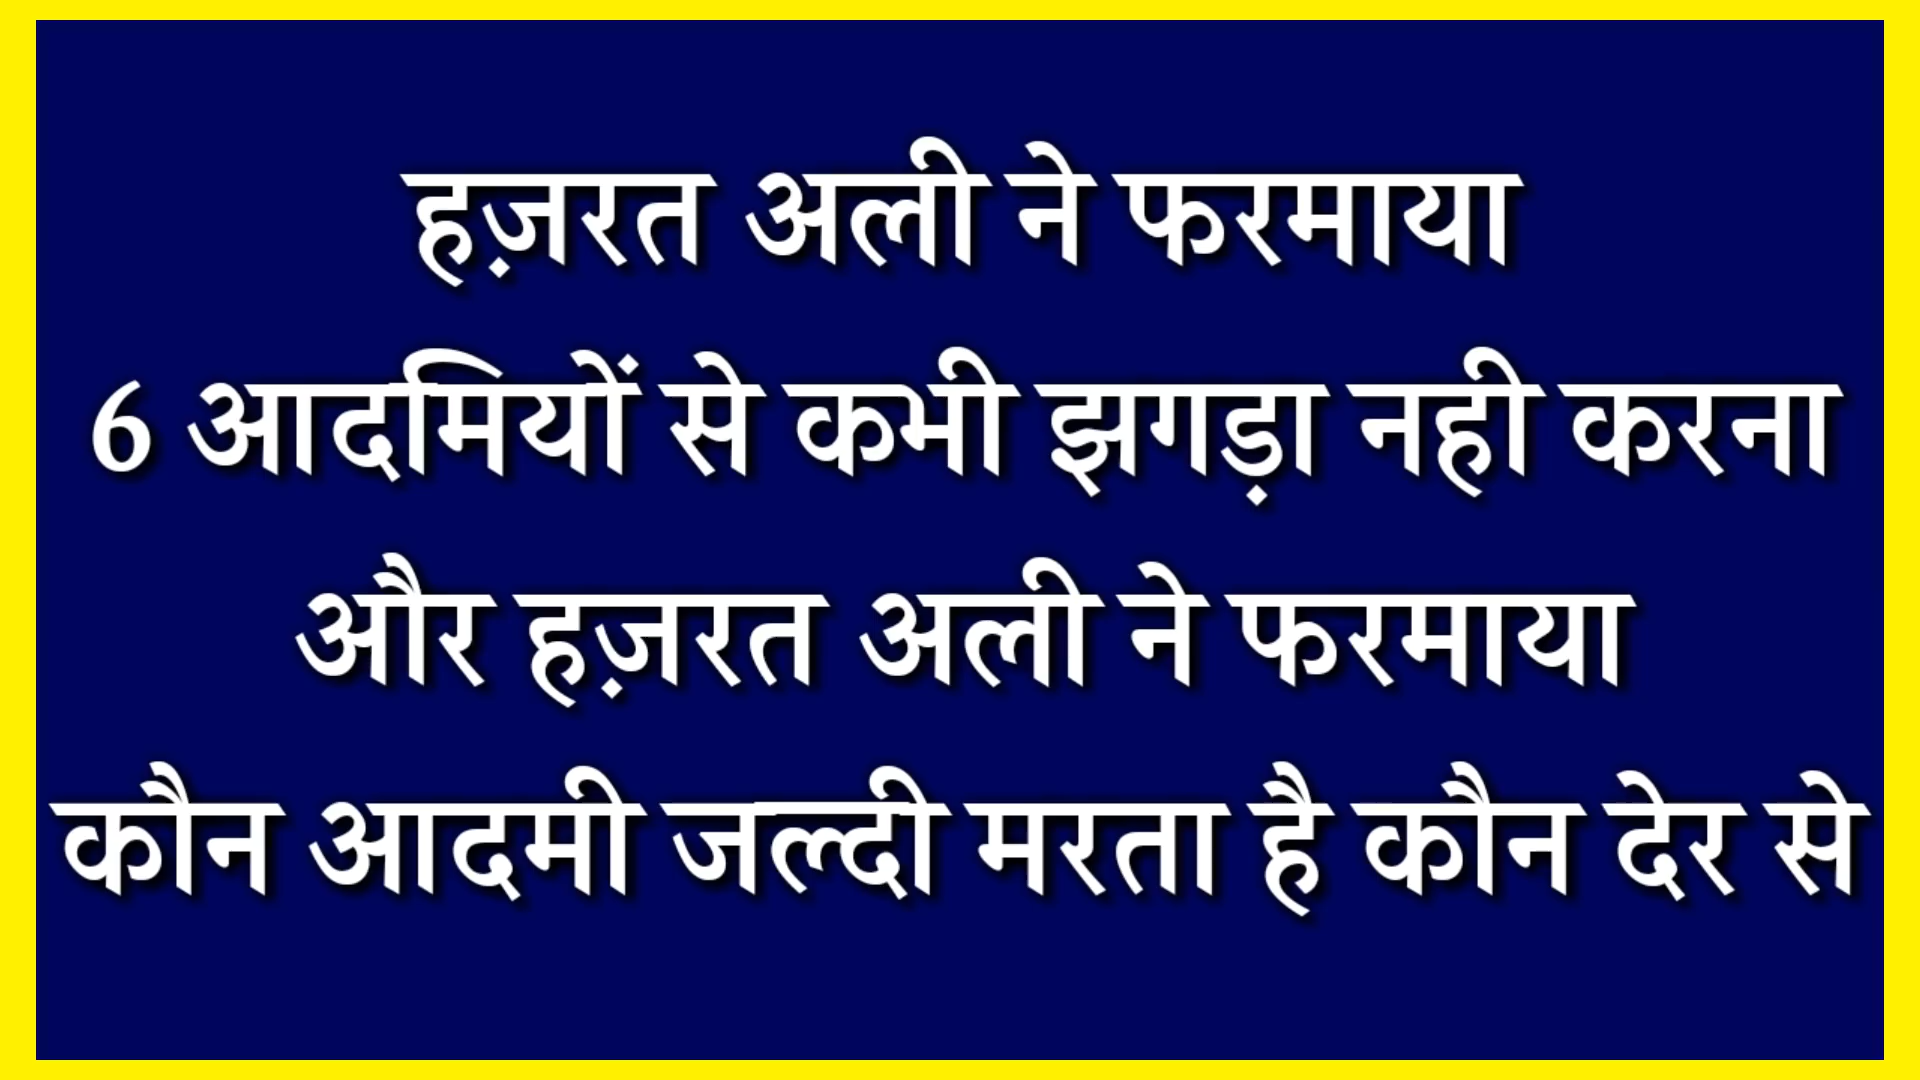 हज़रत अली ने फरमाया
6 आदमियों से कभी झगड़ा नही करना
और हज़रत अली ने फरमाया
कौन आदमी जल्दी मरता है कौन देर से